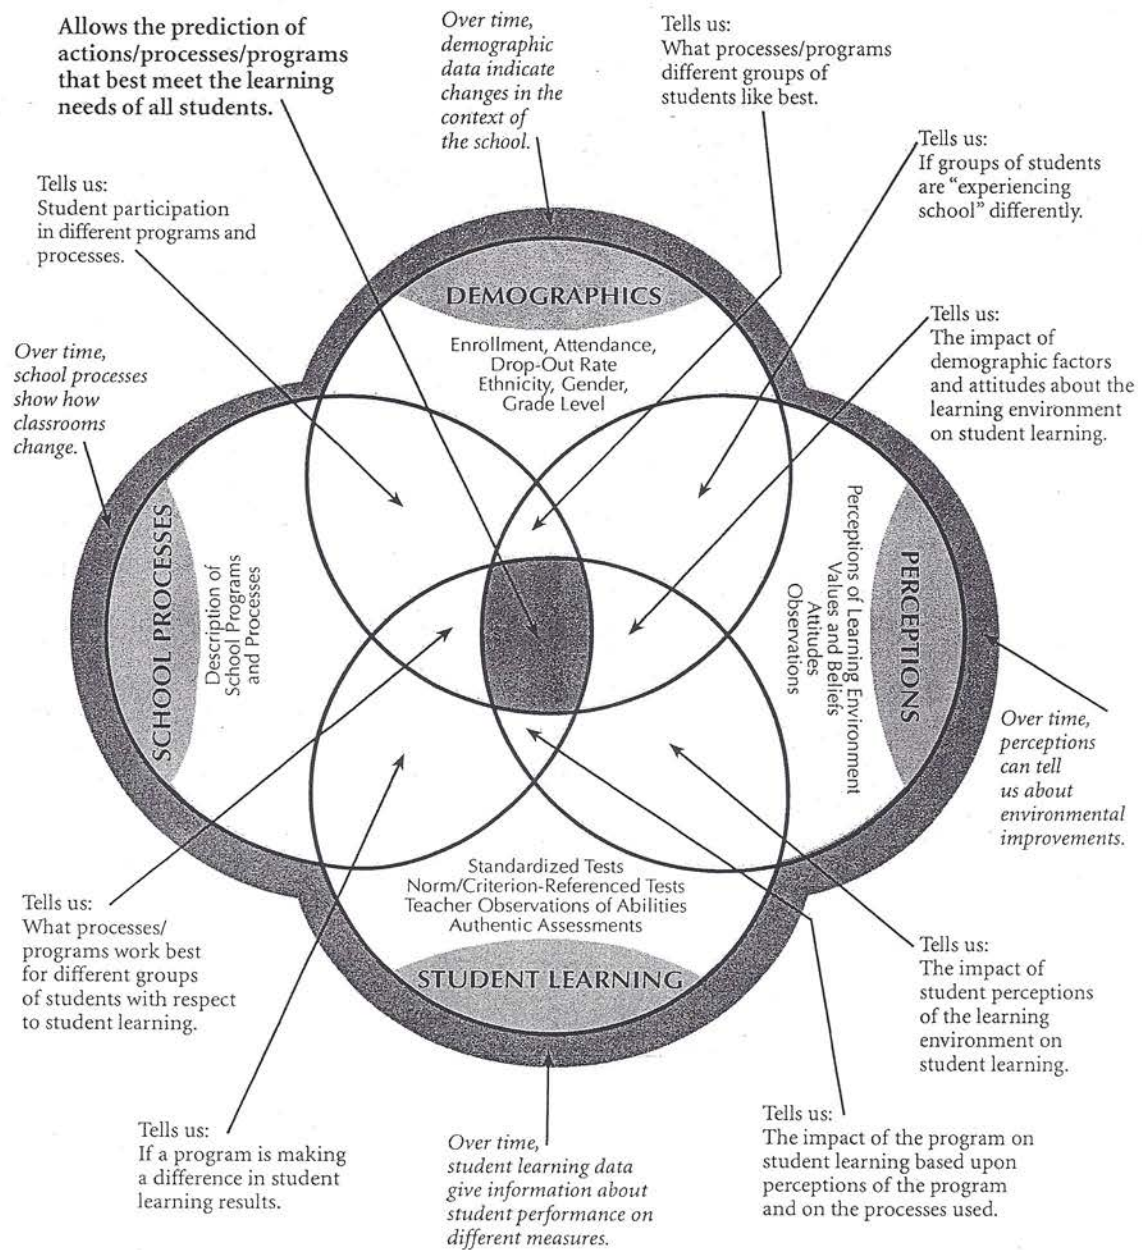 Allows the prediction of
actions/processes/programs
that best meet the learning
needs of all students.
Over time,
demographic
data indicate
changes in the
context of
the school.
Tells us:
What processes/programs
different groups of
students like best.
Tells us:
If groups of students
are “experiencing
school” differently.
Tells us:
Student participation
in different programs and
processes.
DEMOGRAPHICS
Enrollment, Attendance,
Drop-Out Rate
Ethnicity, Gender,
Grade Level
Tells us:
The impact of
demographic factors
and attitudes about the
learning environment
on student learning.
Over time,
school processes
show how
classrooms
change.
SCHOOL PROCESSES
Description of
School Programs
and Processes
PERCEPTIONS
Perceptions of Learning Environment
Values and Beliefs
Attitudes
Observations
Over time,
perceptions
can tell
us about
environmental
improvements.
Standardized Tests
Norm/Criterion-Referenced Tests
Teacher Observations of Abilities
Authentic Assessments
STUDENT LEARNING
Tells us:
What processes/
programs work best
for different groups
of students with respect
to student learning.
Tells us:
The impact of
student perceptions
of the learning
environment on
student learning.
Tells us:
If a program is making
a difference in student
learning results.
Over time,
student learning data
give information about
student performance on
different measures.
Tells us:
The impact of the program on
student learning based upon
perceptions of the program
and on the processes used.